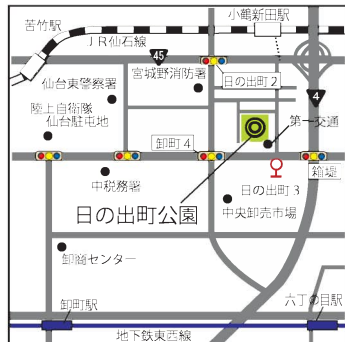 小鶴新田駅
苦竹駅
JR仙石線
45
宮城野消防署
日の出町2
仙台東警察署
4
陸上自衛隊
仙台駐屯地
卸町4
第一交通
箱堤
中税務署
日の出町3
中央卸売市場
日の出町公園
卸商センター
卸町駅
六丁の目駅
地下鉄東西線